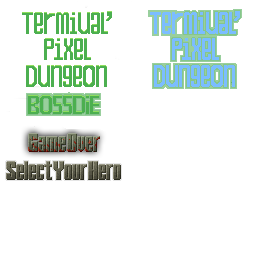 Termival'
Pixel
Dungeon
Termival'
Pixel
Dungeon
BOSSDIE
GameOver
SelectYourHero